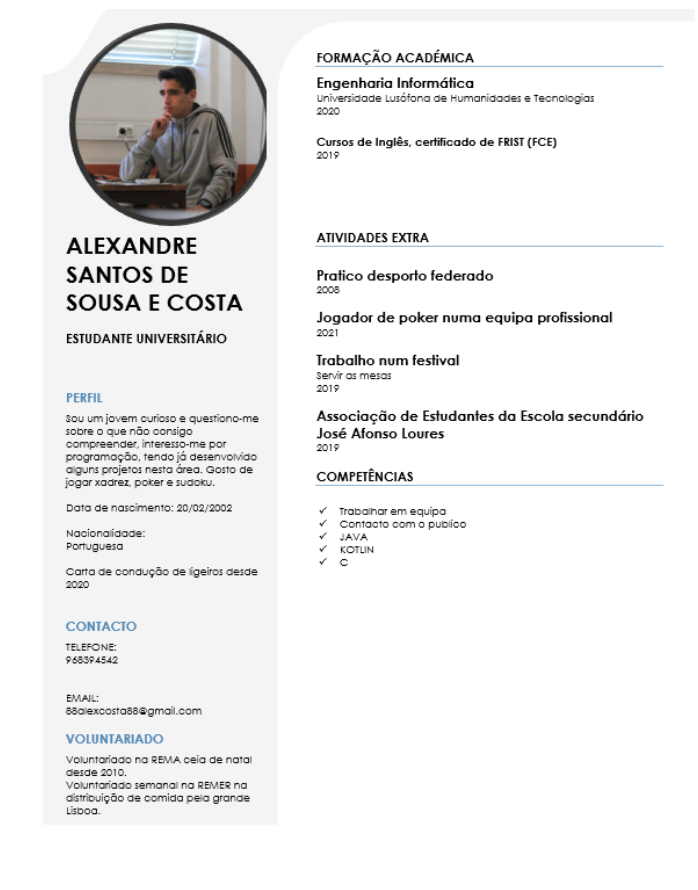 ALEXANDRE
SANTOS DE
SOUSA E COSTA
ESTUDANTE UNIVERSITÁRIO
PERFIL
Sou um jovem curioso e questiono-me
sobre o que não consigo
compreender, interesso-me por
programação, tendo já desenvolvido
alguns projetos nesta área. Gosto de
jogar xadrez, poker e sudoku.
Data de nascimento: 20/02/2002
Nacionalidade:
Portuguesa
Carta de condução de ligeiros desde
2020
CONTACTO
TELEFONE:
968394542
EMAIL:
88alexcosta88@gmail.com
VOLUNTARIADO
Voluntariado na REMA ceia de natal
desde 2010.
Voluntariado semanal na REMER na
distribuição de comida pela grande
Lisboa.
FORMAÇÃO ACADÉMICA
Engenharia Informática
Universidade Lusófona de Humanidades e Tecnologias
2020
Cursos de Inglês, certificado de FRIST (FCE)
2019
ATIVIDADES EXTRA
Pratico desporto federado
2008
Jogador de poker numa equipa profissional
2021
Trabalho num festival
Servir as mesas
2019
Associação de Estudantes da Escola secundário
José Afonso Loures
2019
COMPETÊNCIAS
✓ Trabalhar em equipa
✓ Contacto com o publico
✓ JAVA
✓ KOTLIN
✓ C